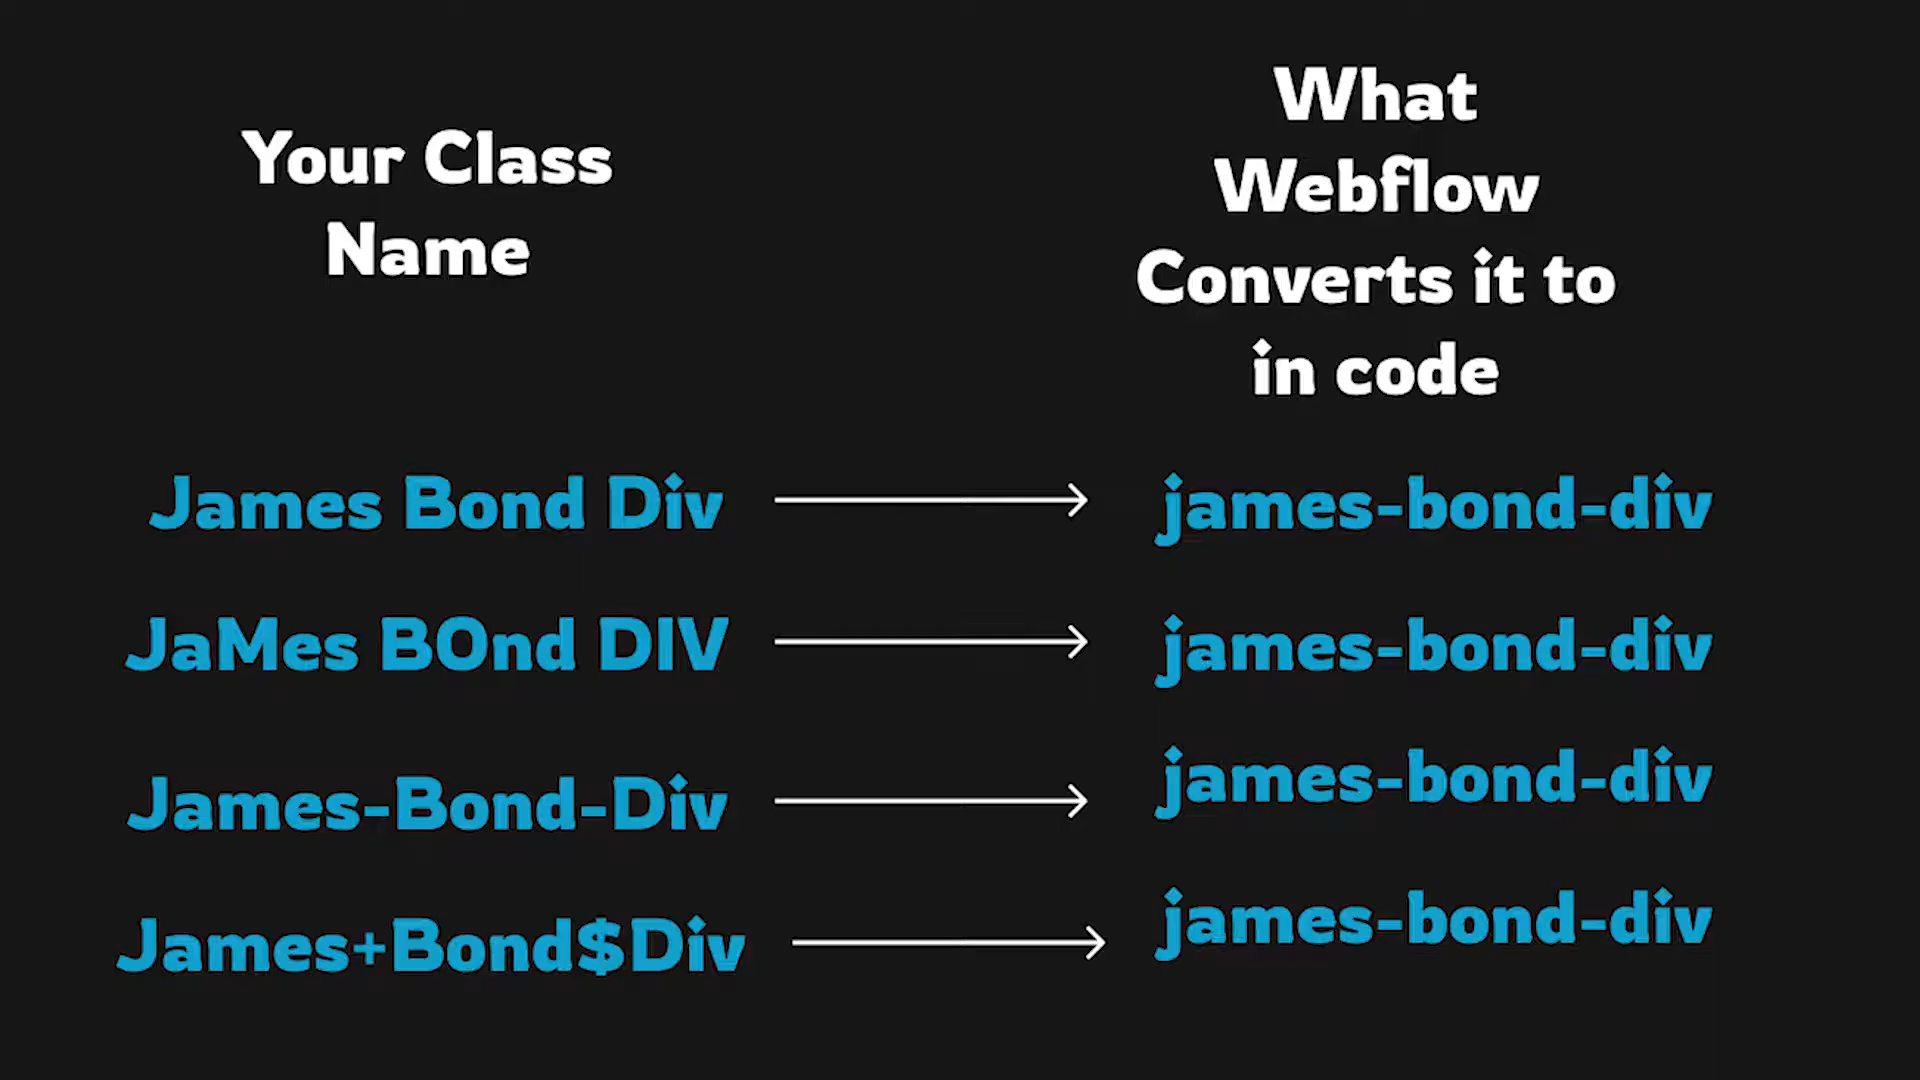 Your Class
Name
What
Webflow
Converts it to
in code
James Bond Div
james-bond-div
JaMes BOnd DIV
james-bond-div
James-Bond-Div
james-bond-div
James+Bond$Div
james-bond-div